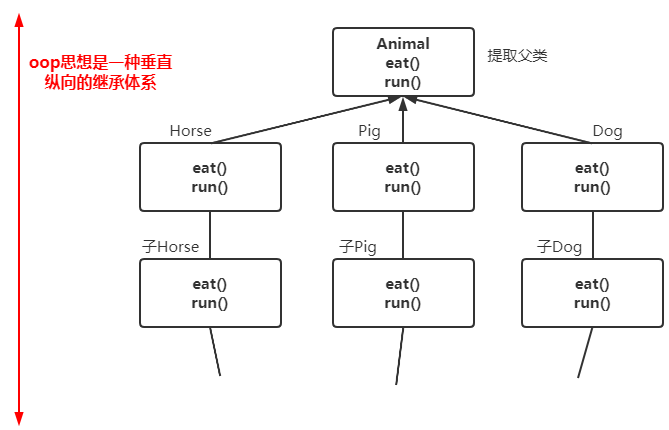 oop思想是一种垂直
纵向的继承体系
Animal
eat()
run()
提取父类
Horse
eat()
run()
Pig
eat()
run()
Dog
eat()
run()
子Horse
eat()
run()
子Pig
eat()
run()
子Dog
eat()
run()